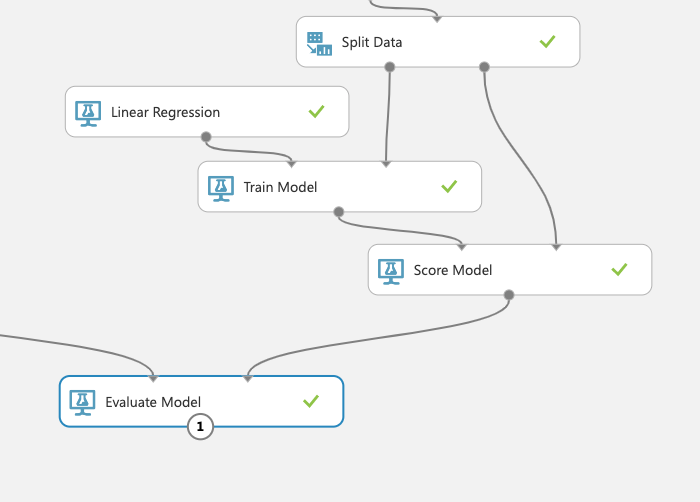 Split Data
Linear Regression
Train Model
Score Model
Evaluate Model
1